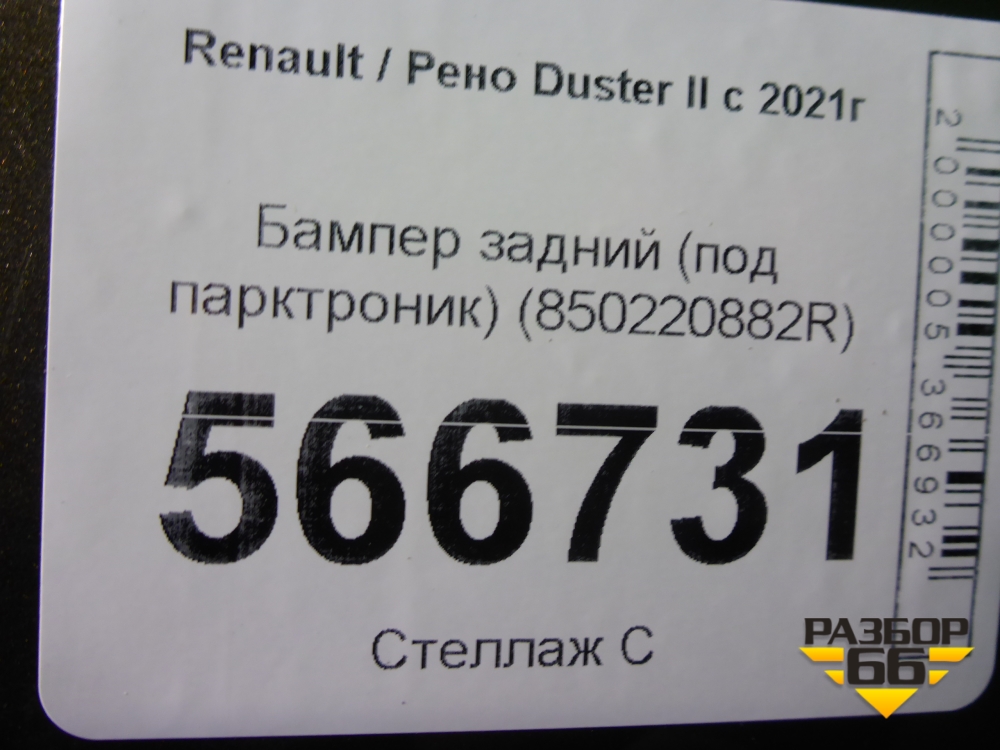 Renault / Рено Duster II с 2021г
Бампер задний (под
парктроник) (850220882R)
566731
Стеллаж С
2000005366932
РАЗБОР
66